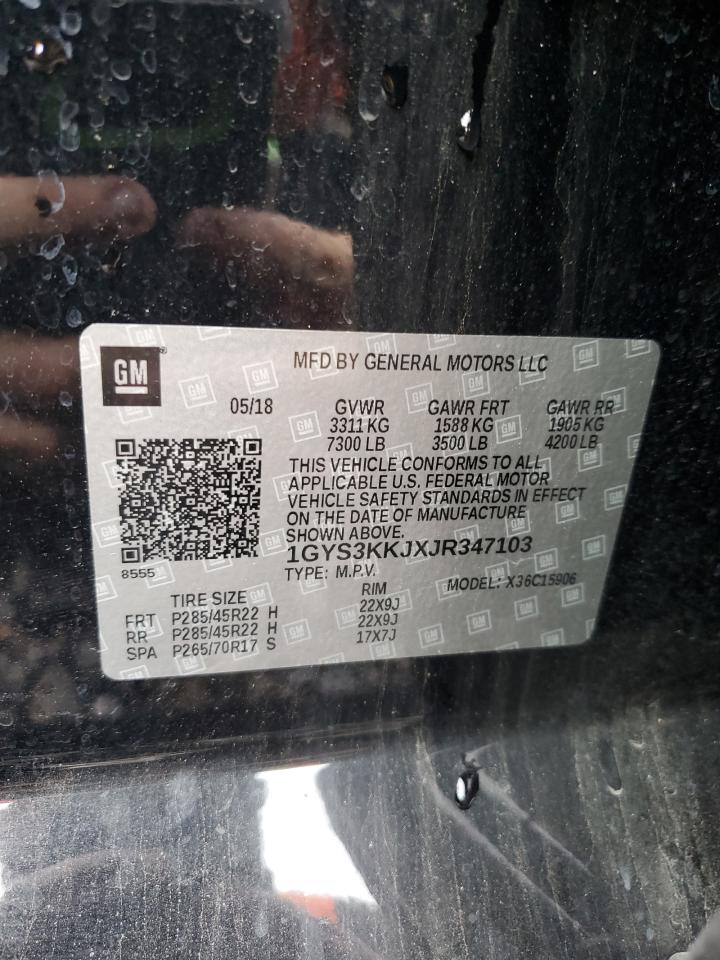 GM
MFD BY GENERAL MOTORS LLC
05/18 GVWR GAWR FRT GAWR RR
3311 KG 1588 KG 1905 KG
7300 LB 3500 LB 4200 LB
THIS VEHICLE CONFORMS TO ALL
APPLICABLE U.S. FEDERAL MOTOR
VEHICLE SAFETY STANDARDS IN EFFECT
ON THE DATE OF MANUFACTURE
SHOWN ABOVE.
1GYS3KKJXJR347103
8555 TYPE: M.P.V. MODEL: X36C15906
TIRE SIZE RIM
FRT P285/45R22 H 22X9J
RR P285/45R22 H 22X9J
SPA P265/70R17 S 17X7J